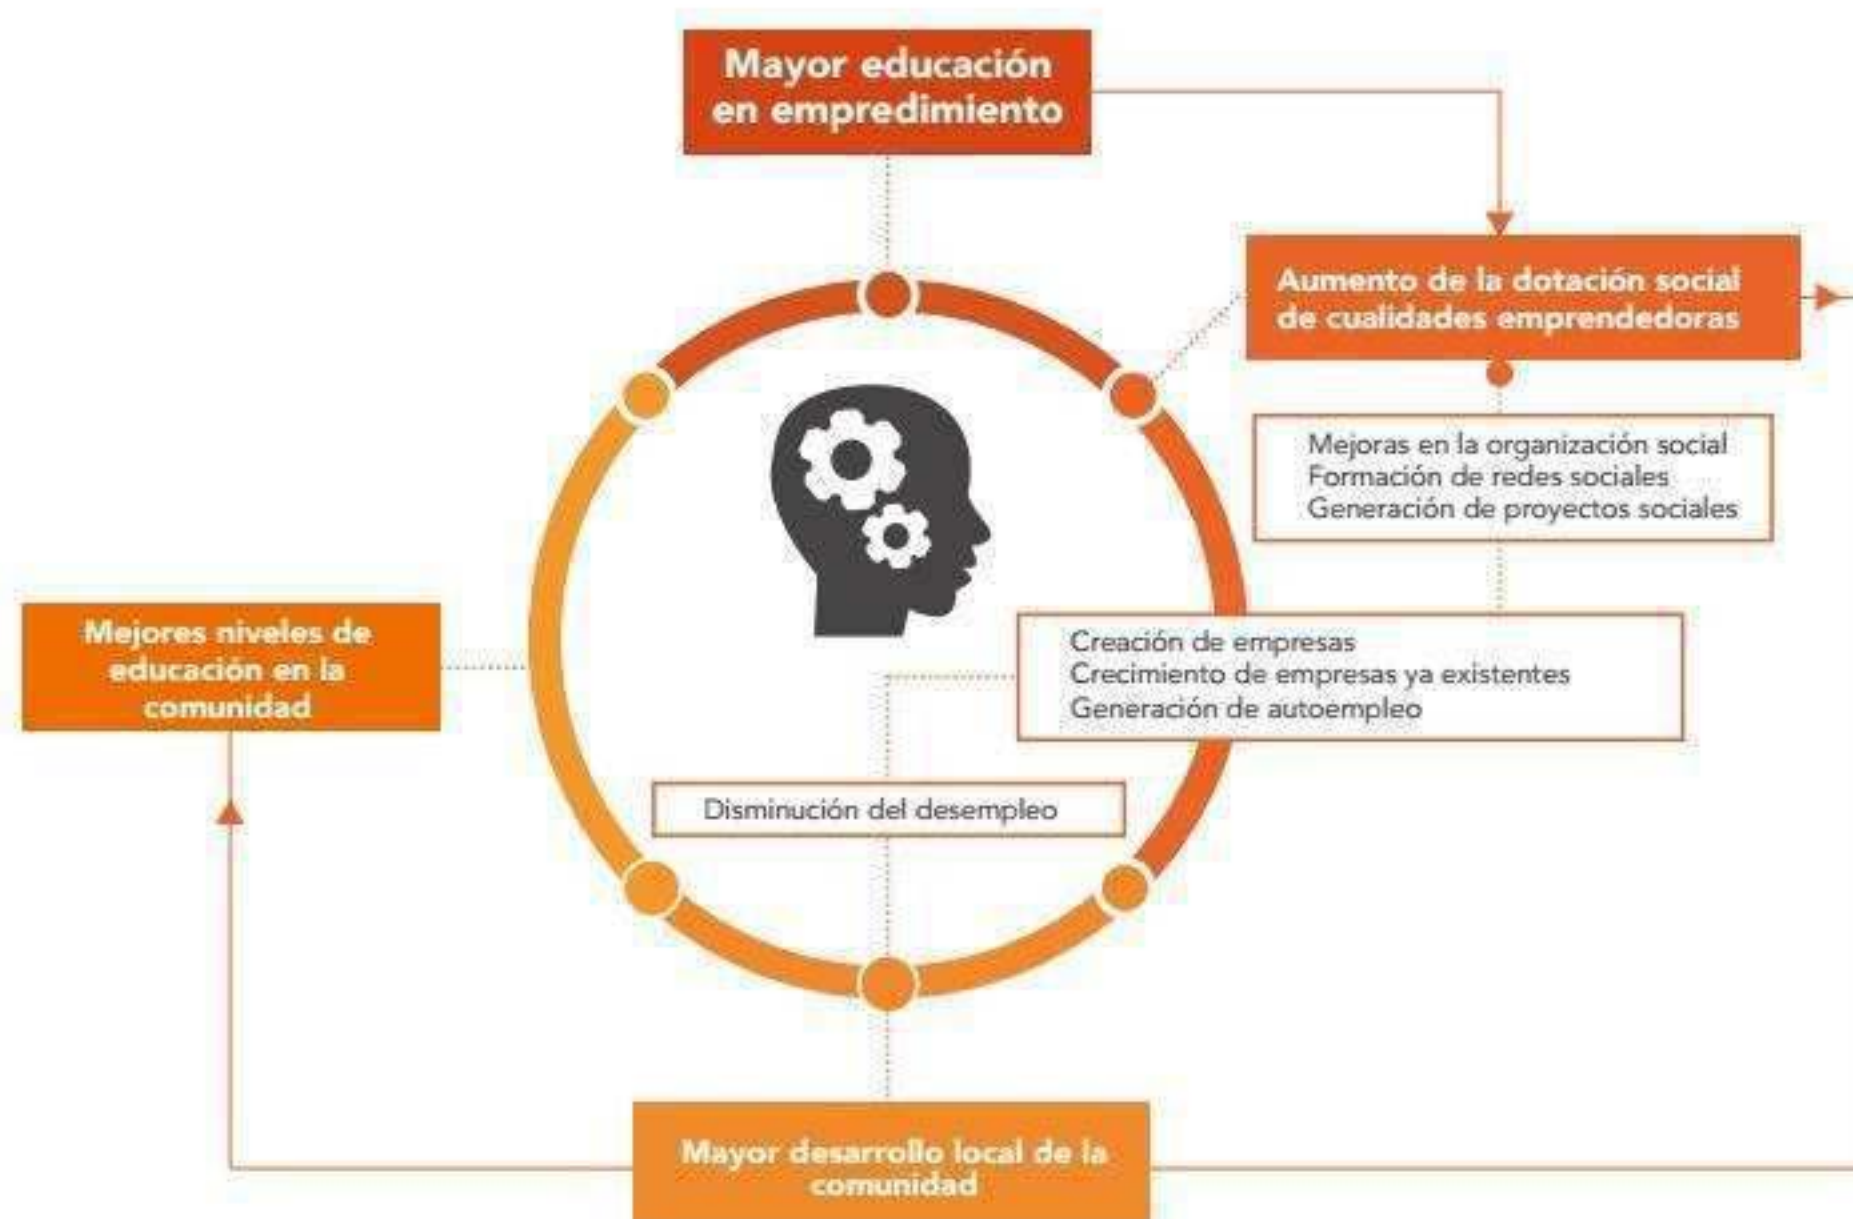 Mayor educación
en empredimiento
Aumento de la dotación social
de cualidades emprendedoras
Mejoras en la organización social
Formación de redes sociales
Generación de proyectos sociales
Creación de empresas
Crecimiento de empresas ya existentes
Generación de autoempleo
Disminución del desempleo
Mayor desarrollo local de la
comunidad
Mejores niveles de
educación en la
comunidad